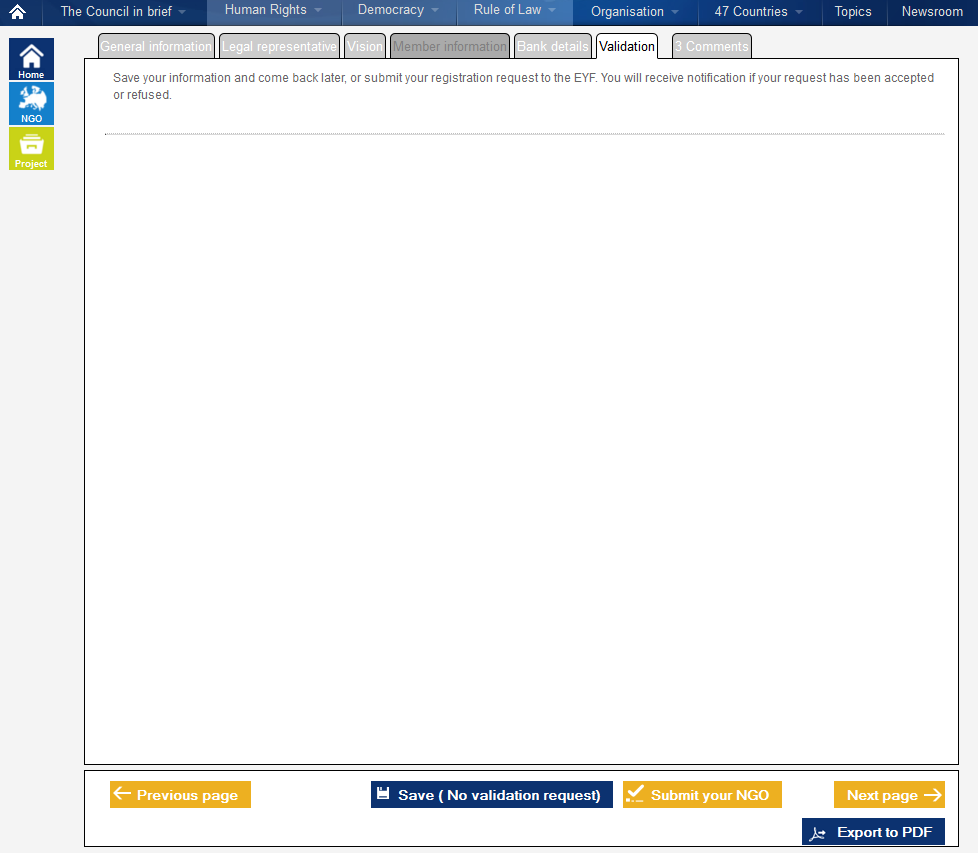 The Council in brief
Human Rights
Democracy
Rule of Law
Organisation
47 Countries
Topics
Newsroom
Home
NGO
Project
General information
Legal representative
Vision
Member information
Bank details
Validation
3 Comments
Save your information and come back later, or submit your registration request to the EYF. You will receive notification if your request has been accepted
or refused.
Previous page
Save ( No validation request)
Submit your NGO
Next page
Export to PDF